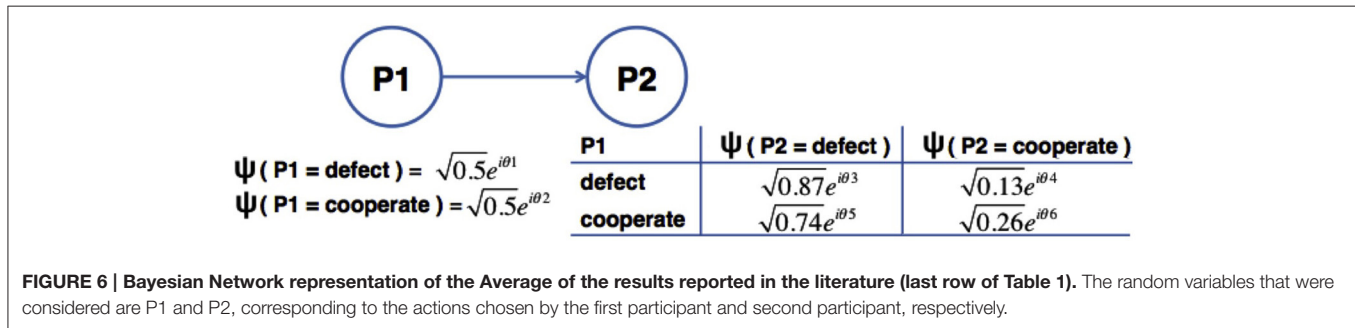 P1
P2
P1 ψ( P2 = defect ) ψ( P2 = cooperate )
ψ( P1 = defect ) = √0.5e^{iθ1}
defect √0.87e^{iθ3} √0.13e^{iθ4}
ψ( P1 = cooperate ) = √0.5e^{iθ2}
cooperate √0.74e^{iθ5} √0.26e^{iθ6}
FIGURE 6 | Bayesian Network representation of the Average of the results reported in the literature (last row of Table 1). The random variables that were
considered are P1 and P2, corresponding to the actions chosen by the first participant and second participant, respectively.